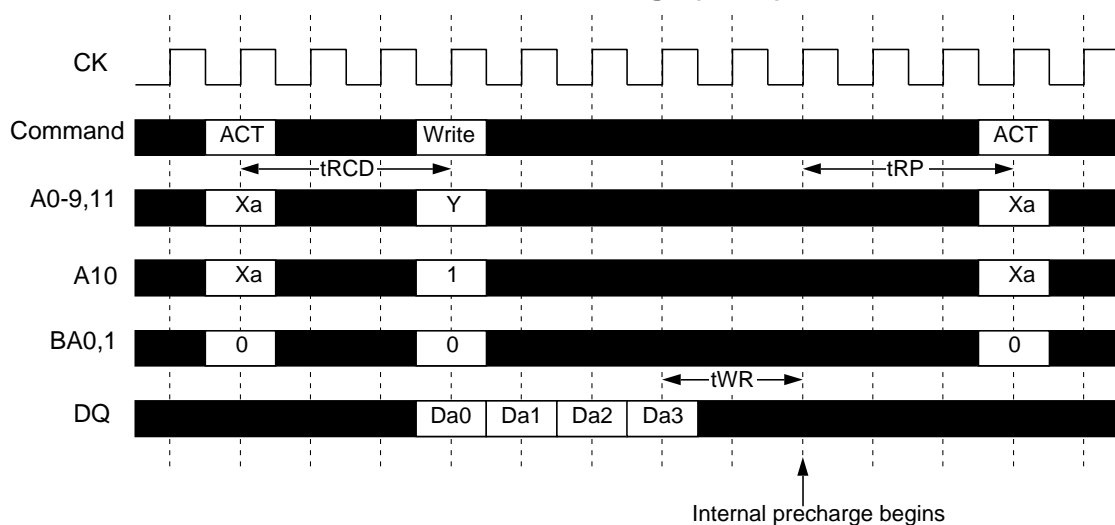 CK
Command ACT Write ACT
tRCD tRP
A0-9,11 Xa Y Xa
A10 Xa 1 Xa
BA0,1 0 0 0
tWR
DQ Da0 Da1 Da2 Da3
Internal precharge begins